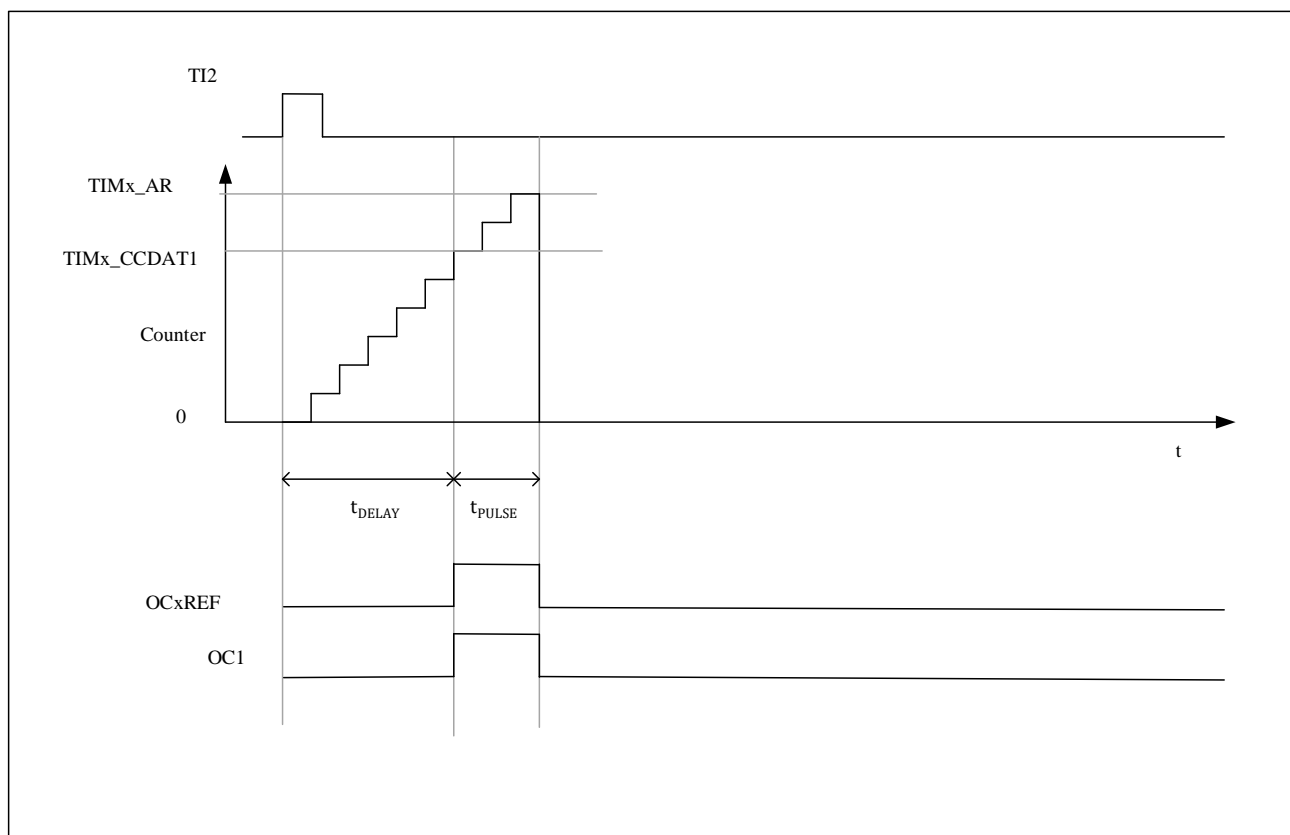 TI2
TIMx_AR
TIMx_CCDAT1
Counter
0
t
tDELAY
tPULSE
OCxREF
OC1